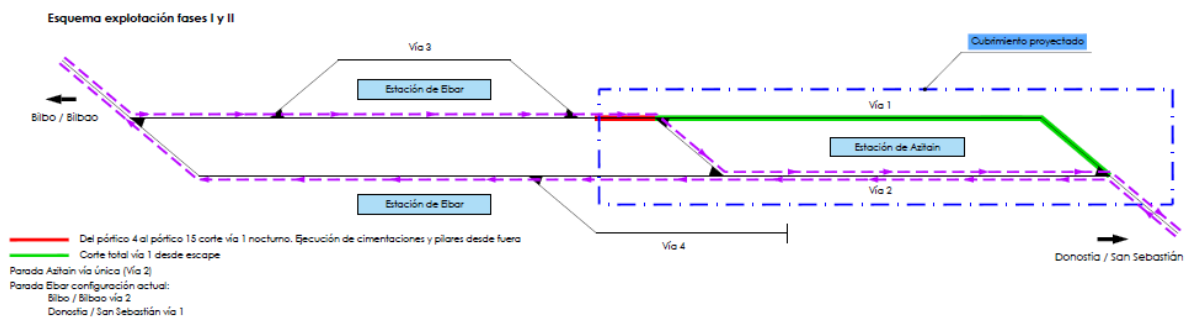 Esquema explotación fases I y II
Cubrimiento proyectado
Vía 3
Estación de Eibar
Bilbo / Bilbao
Vía 1
Estación de Azitain
Vía 2
Estación de Eibar
Vía 4
Donostia / San Sebastián
Del pórtico 4 al pórtico 15 corte vía 1 nocturno. Ejecución de cimentaciones y pilares desde fuera
Corte total vía 1 desde escape
Parada Azitain vía única (Vía 2)
Parada Eibar configuración actual:
Bilbo / Bilbao vía 2
Donostia / San Sebastián vía 1